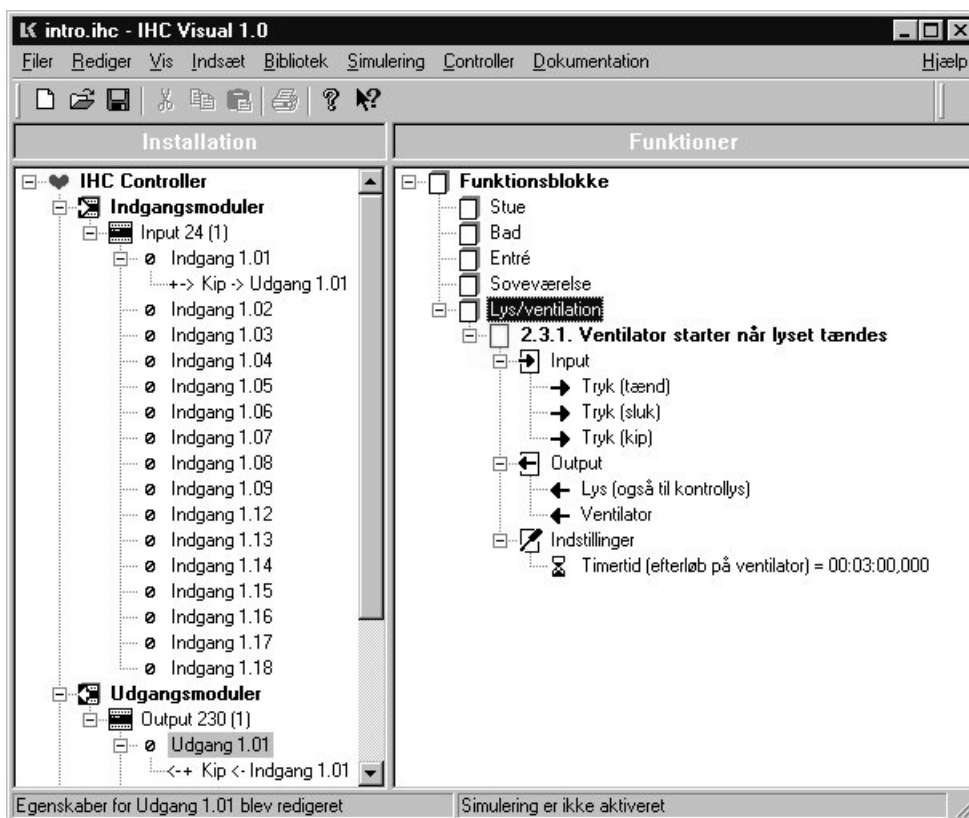 intro.ihc - IHC Visual 1.0
Filer Rediger Vis Indsæt Bibliotek Simulering Controller Dokumentation Hjælp
Installation
IHC Controller
Indgangsmoduler
Input 24 (1)
Indgang 1.01
+-> Kip -> Udgang 1.01
Indgang 1.02
Indgang 1.03
Indgang 1.04
Indgang 1.05
Indgang 1.06
Indgang 1.07
Indgang 1.08
Indgang 1.09
Indgang 1.12
Indgang 1.13
Indgang 1.14
Indgang 1.15
Indgang 1.16
Indgang 1.17
Indgang 1.18
Udgangsmoduler
Output 230 (1)
Udgang 1.01
<-+ Kip <- Indgang 1.01
Funktioner
Funktionsblokke
Stue
Bad
Entré
Soveværelse
Lys/ventilation
2.3.1. Ventilator starter når lyset tændes
Input
Tryk (tænd)
Tryk (sluk)
Tryk (kip)
Output
Lys (også til kontrollys)
Ventilator
Indstillinger
Timertid (efterløb på ventilator) = 00:03:00,000
Egenskaber for Udgang 1.01 blev redigeret
Simulering er ikke aktiveret